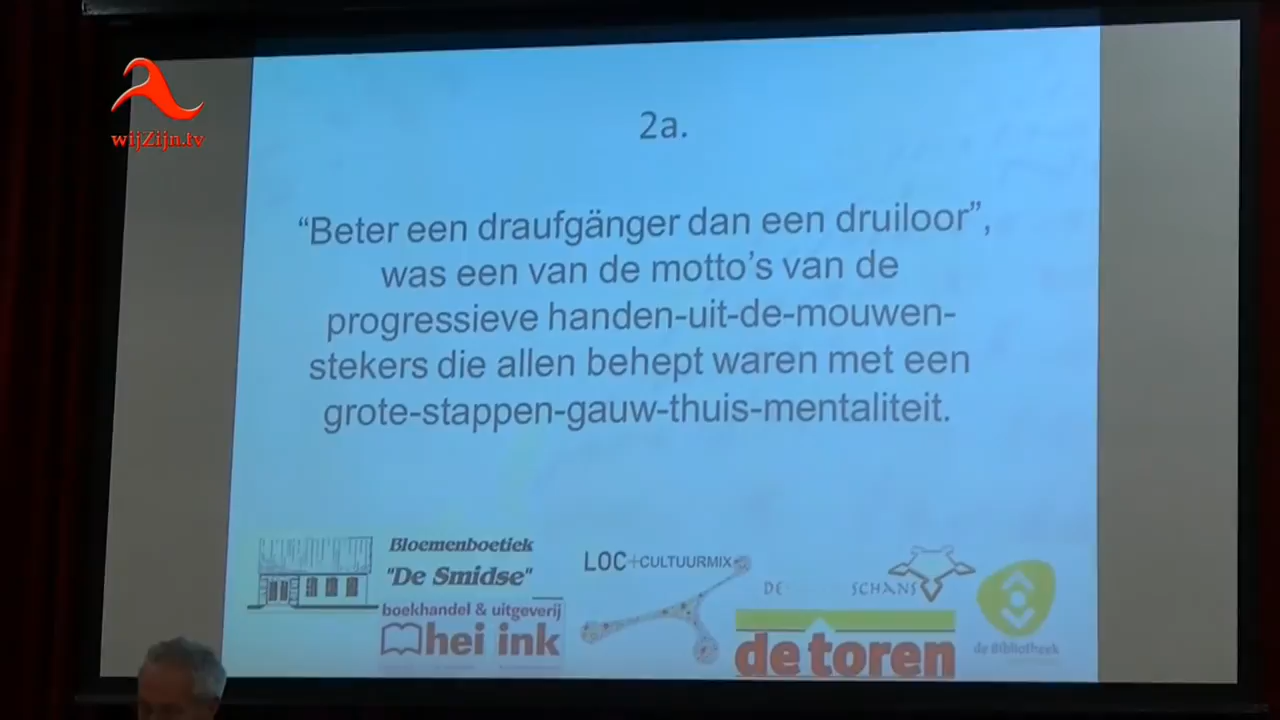 wijZijn.tv
2a.
“Beter een draufgänger dan een druiloor”,
was een van de motto’s van de
progressieve handen-uit-de-mouwen-
stekers die allen behept waren met een
grote-stappen-gauw-thuis-mentaliteit.
Bloemenboetiek
"De Smidse"
boekhandel & uitgeverij
hei ink
LOC+CULTUURMIX
DE SCHANS
de toren
de Bibliotheek